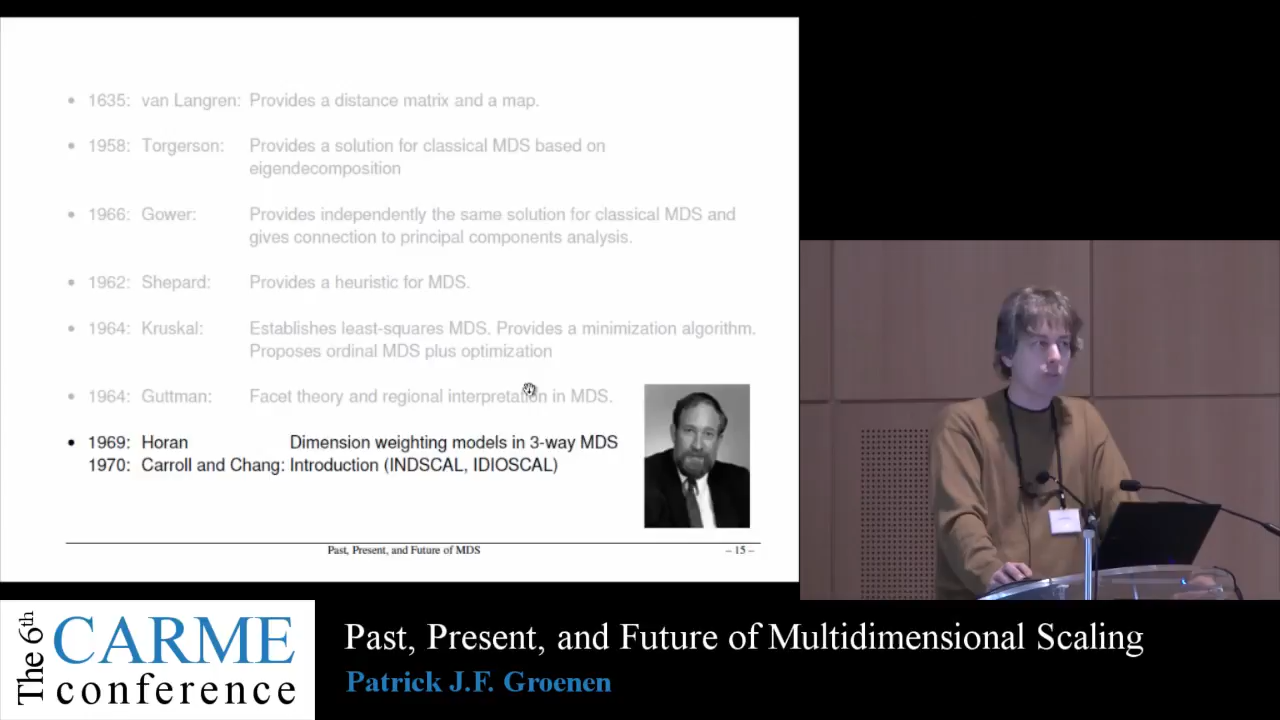 • 1635: van Langren: Provides a distance matrix and a map.
• 1958: Torgerson: Provides a solution for classical MDS based on
eigendecomposition
• 1966: Gower: Provides independently the same solution for classical MDS and
gives connection to principal components analysis.
• 1962: Shepard: Provides a heuristic for MDS.
• 1964: Kruskal: Establishes least-squares MDS. Provides a minimization algorithm.
Proposes ordinal MDS plus optimization
• 1964: Guttman: Facet theory and regional interpretation in MDS.
• 1969: Horan Dimension weighting models in 3-way MDS
1970: Carroll and Chang: Introduction (INDSCAL, IDIOSCAL)
Past, Present, and Future of MDS – 15 –
The 6th
CARME
conference
Past, Present, and Future of Multidimensional Scaling
Patrick J.F. Groenen